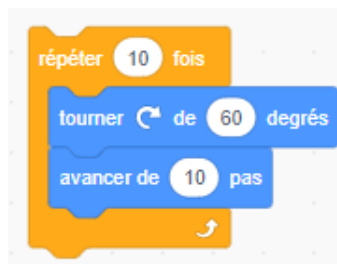 répéter 10 fois
tourner de 60 degrés
avancer de 10 pas